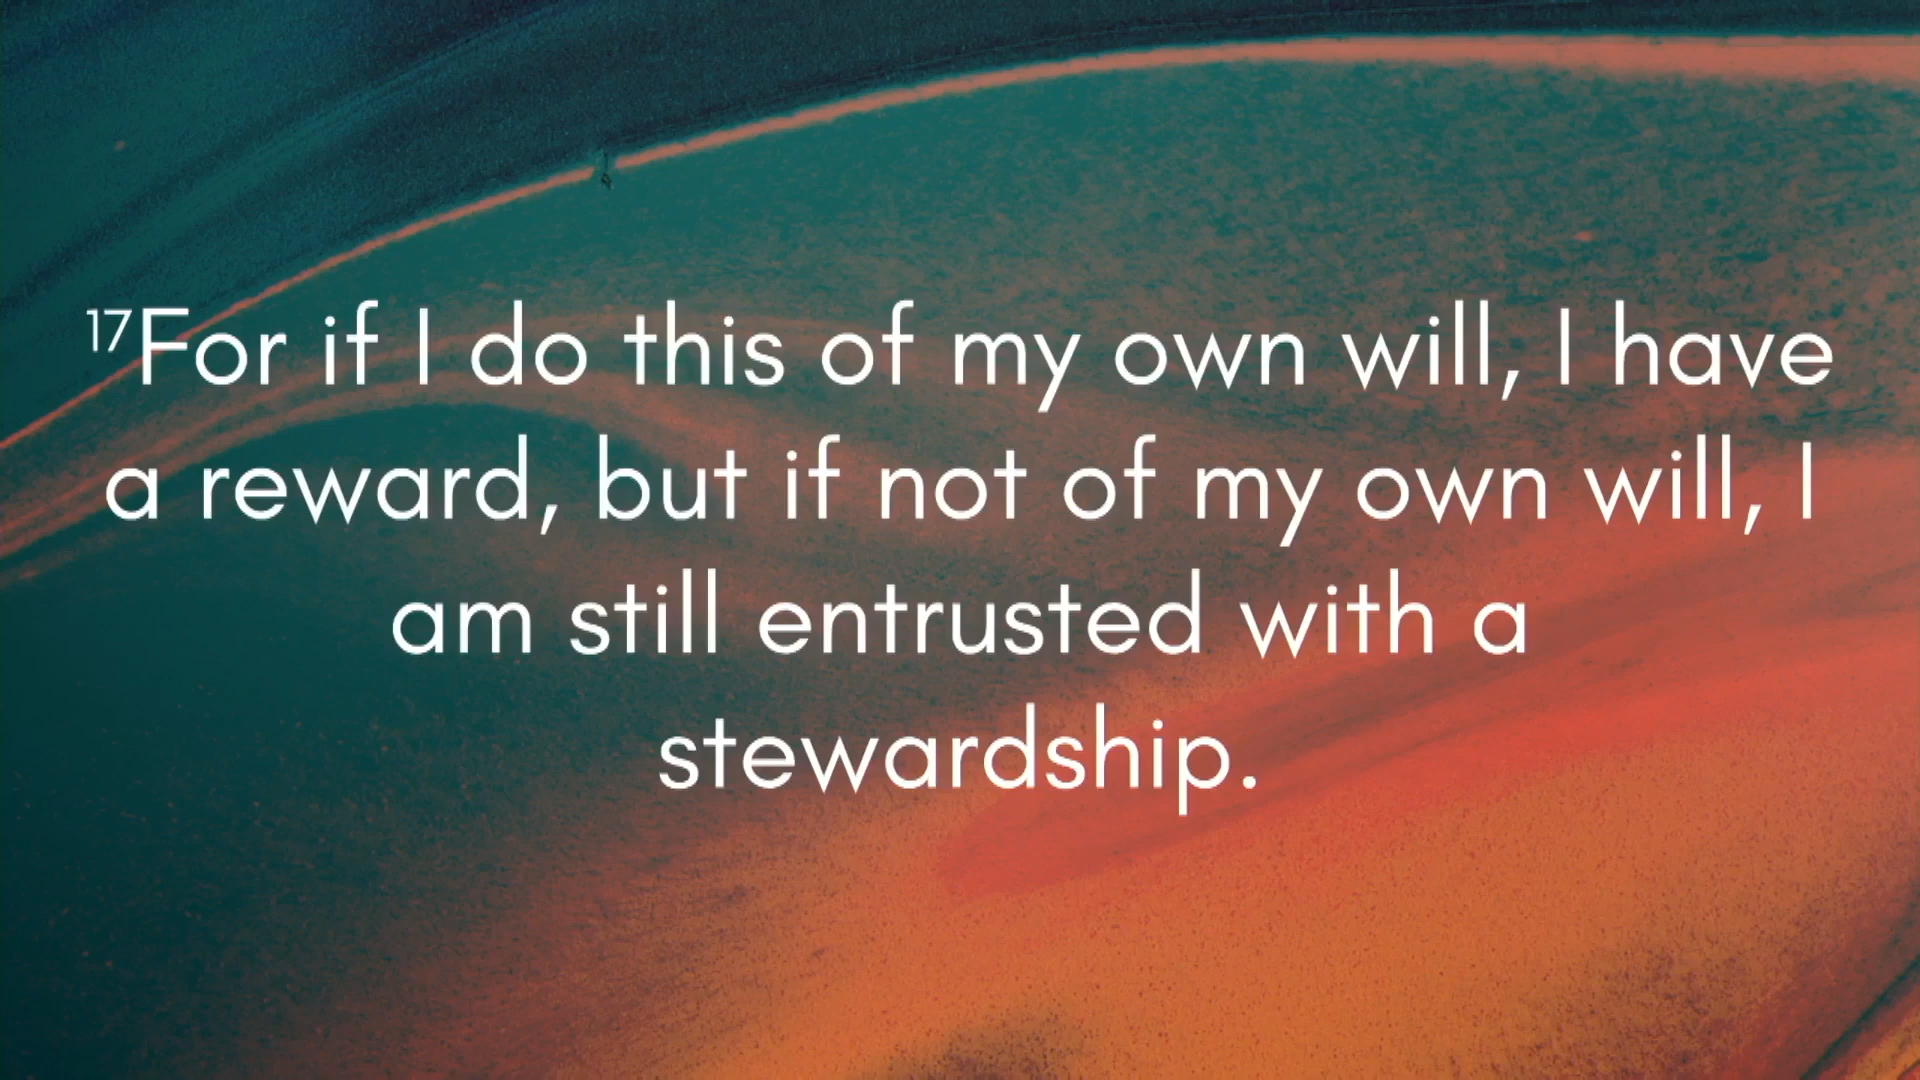 17For if I do this of my own will, I have
a reward, but if not of my own will, I
am still entrusted with a
stewardship.